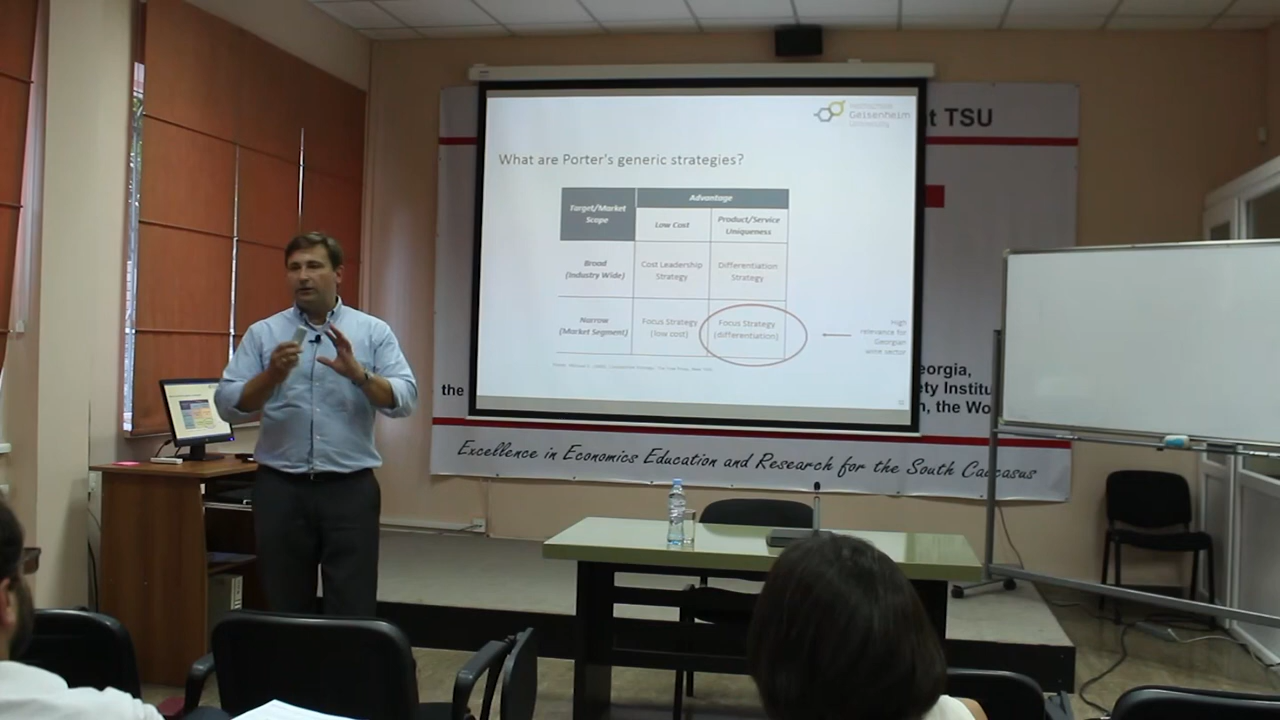 Hochschule
Geisenheim
University
t TSU
What are Porter's generic strategies?
Target/Market
Scope
Advantage
Low Cost
Product/Service
Uniqueness
Broad
(Industry Wide)
Cost Leadership
Strategy
Differentiation
Strategy
Narrow
(Market Segment)
Focus Strategy
(low cost)
Focus Strategy
(differentiation)
High
relevance for
Georgian
wine sector
eorgia,
the
ety Institu
n, the Wo
Excellence in Economics Education and Research for the South Caucasus